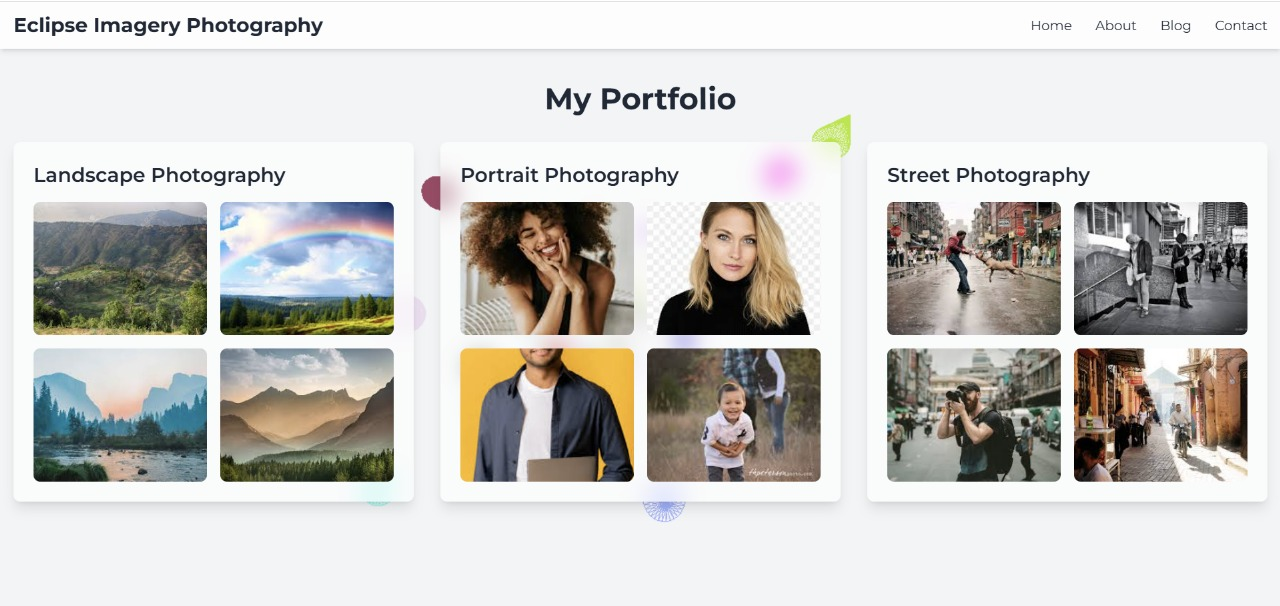 Eclipse Imagery Photography
Home About Blog Contact
My Portfolio
Landscape Photography
Portrait Photography
Street Photography